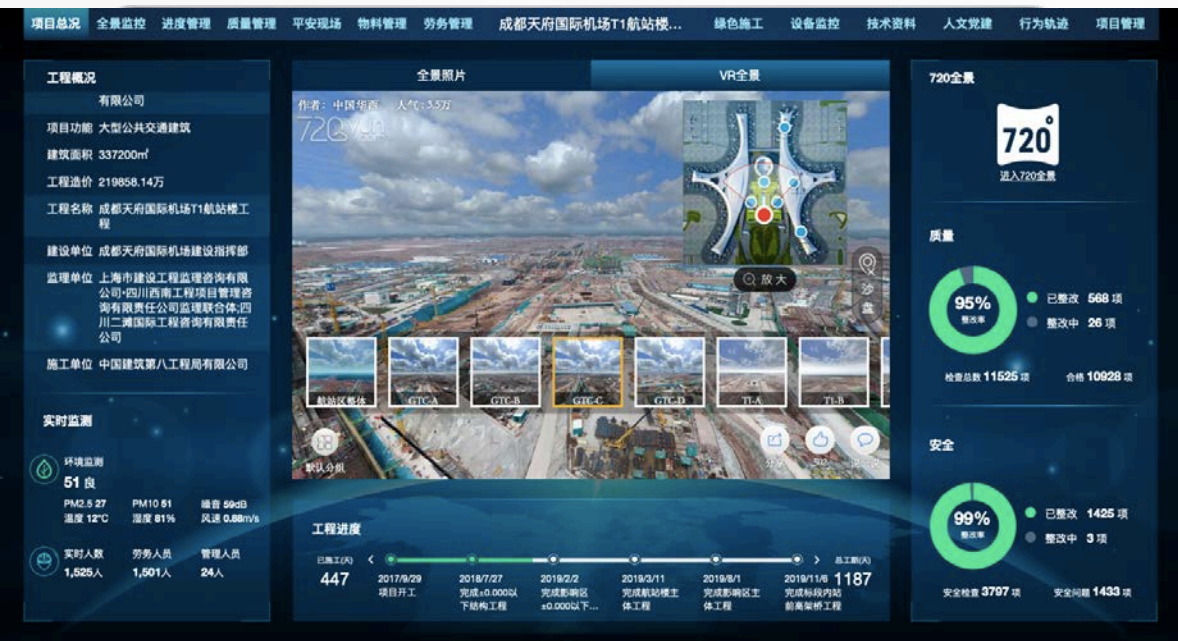 项目总况 全景监控 进度管理 质量管理 平安现场 物料管理 劳务管理 成都天府国际机场T1航站楼... 绿色施工 设备监控 技术资料 人文党建 行为轨迹 项目管理
工程概况
有限公司
项目功能 大型公共交通建筑
建筑面积 337200㎡
工程造价 219858.14万
工程名称 成都天府国际机场T1航站楼工
程
建设单位 成都天府国际机场建设指挥部
监理单位 上海市建设工程监理咨询有限
公司·四川西南工程项目管理咨
询有限责任公司监理联合体;四
川二滩国际工程咨询有限责任
公司
施工单位 中国建筑第八工程局有限公司
实时监测
环境监测
51 良
PM2.5 27 PM10 51 噪音 59dB
温度 12°C 湿度 81% 风速 0.88m/s
实时人数 劳务人员 管理人员
1,525人 1,501人 24人
全景照片 VR全景
作者：中国华西 人气：3.5万
720yun
放大
沙
盘
航站区整体 GTC-A GTC-B GTC-C GTC-D T1-A T1-B
默认分组
分享
工程进度
已施工(天) 总工期(天)
447 1187
2017/9/29
项目开工
2018/7/27
完成±0.000以
下结构工程
2019/2/2
完成影响区
±0.000以下...
2019/3/11
完成航站楼主
体工程
2019/8/1
完成影响区主
体工程
2019/11/6
完成标段内站
前高架桥工程
720全景
720°
进入720全景
质量
95%
整改率
已整改 568 项
整改中 26 项
检查总数 11525 项 合格 10928 项
安全
99%
整改率
已整改 1425 项
整改中 3 项
安全检查 3797 项 安全问题 1433 项